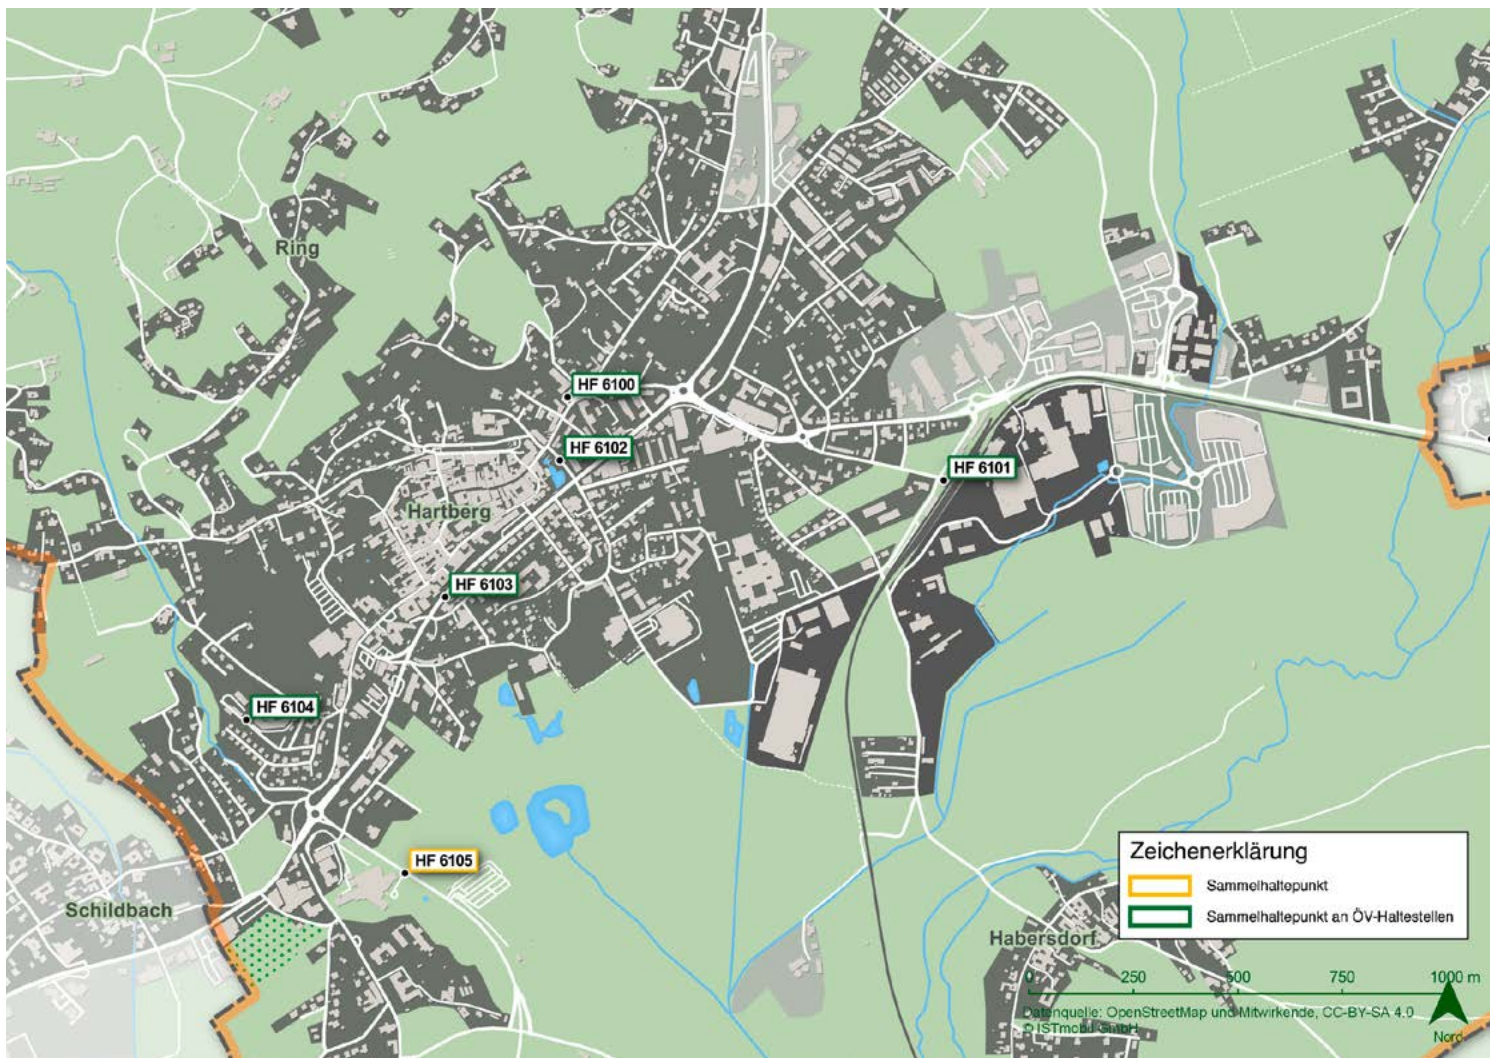 Ring
HF 6100
HF 6102
HF 6101
Hartberg
HF 6103
HF 6104
HF 6105
Schildbach
Habersdorf
Zeichenerklärung
Sammelhaltepunkt
Sammelhaltepunkt an ÖV-Haltestellen
0 250 500 750 1000 m
Datenquelle: OpenStreetMap und Mitwirkende, CC-BY-SA 4.0
© ISTmobil GmbH
Nord